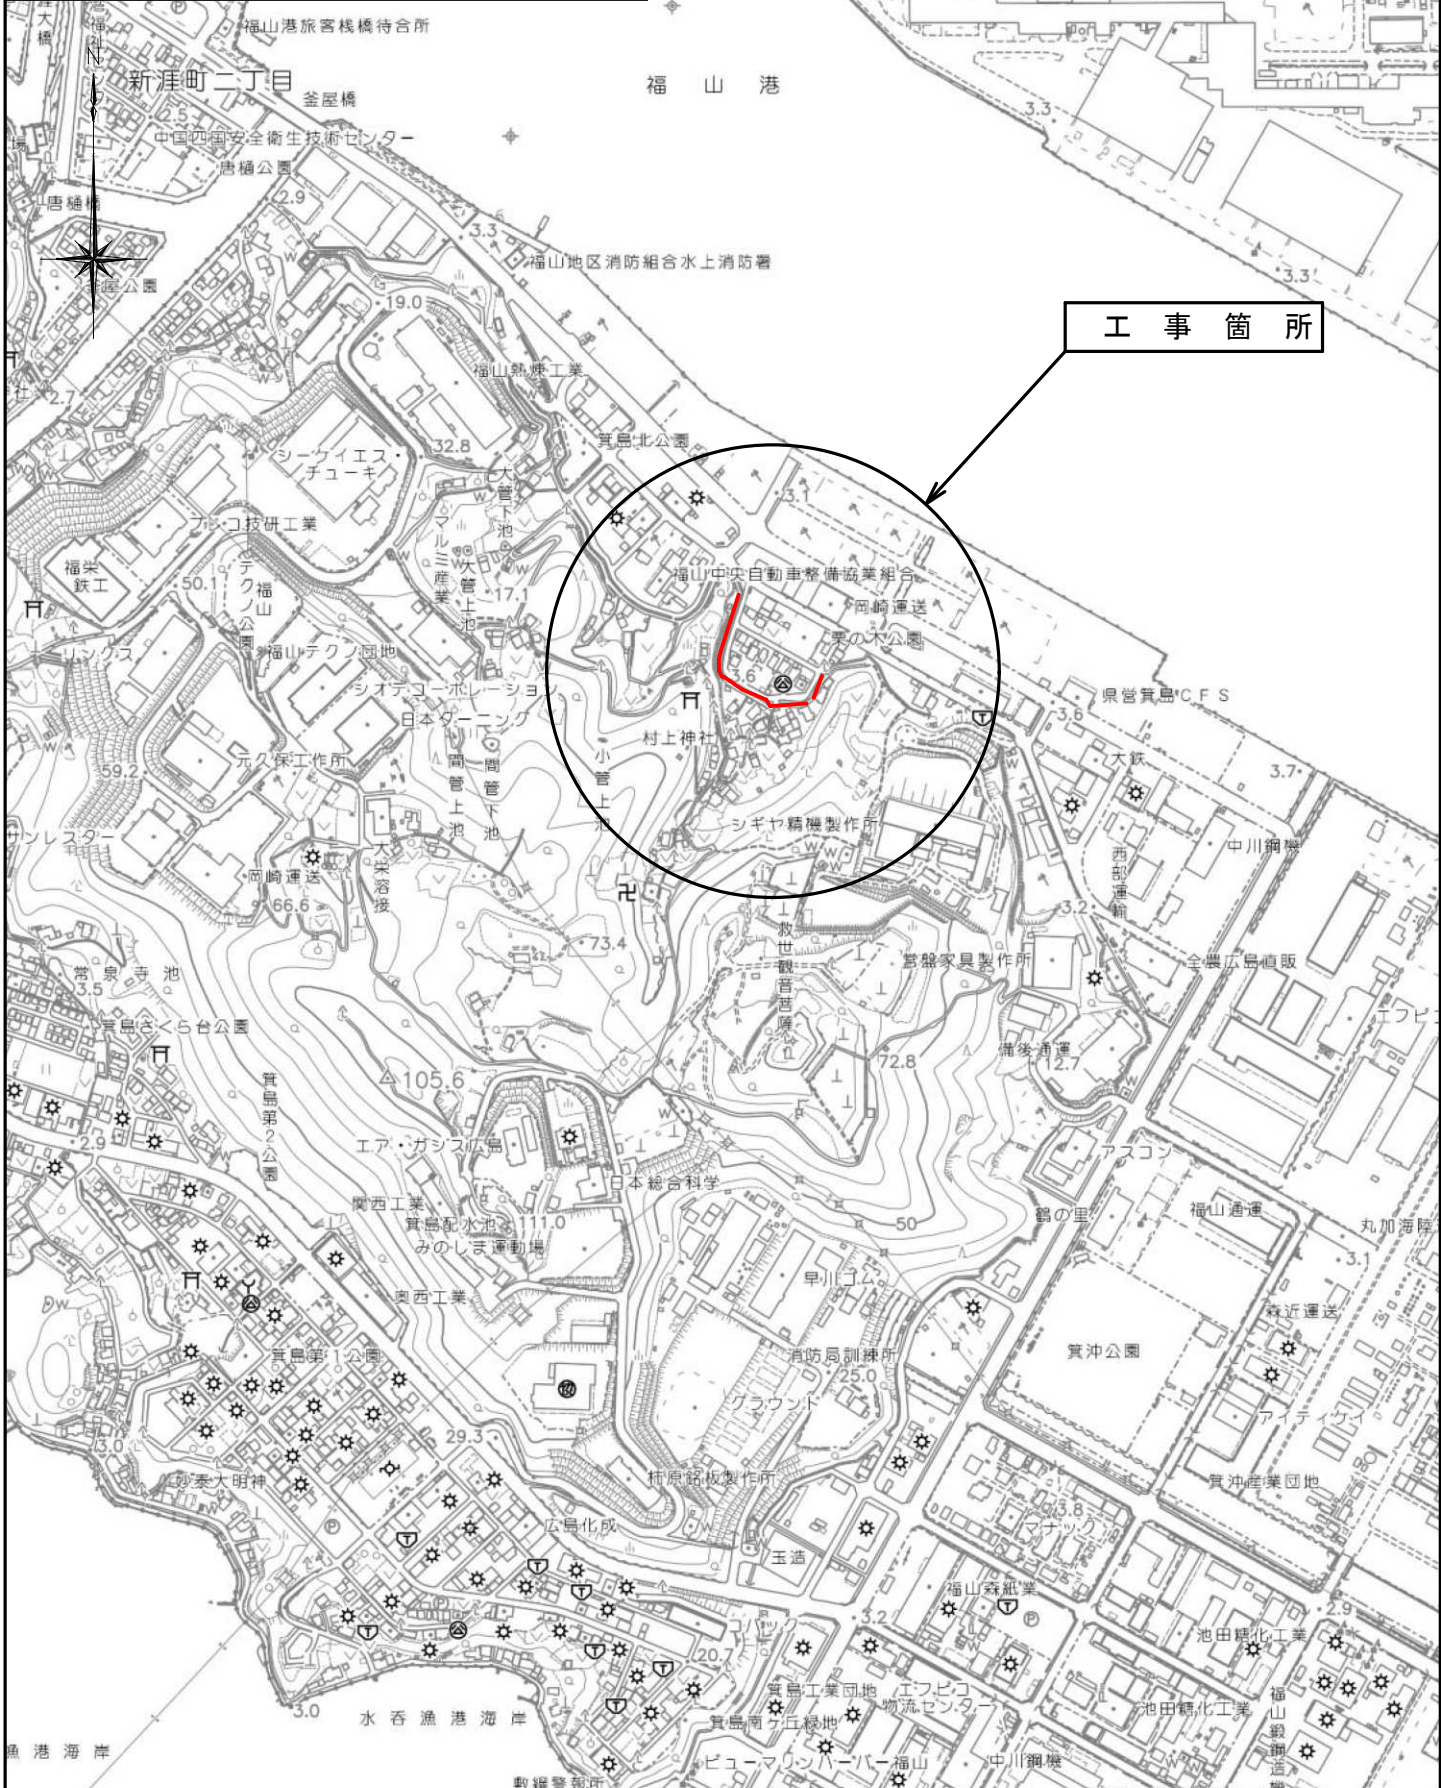 福山港旅客桟橋待合所
N
新涯町二丁目
釜屋橋
福山港
3.3
2.5
中国四国安全衛生技術センター
唐樋公園
2.9
唐樋橋
3.3
福山地区消防組合水上消防署
3.3
19.0
工事箇所
福山熱煉工業
2.7
箕島北公園
32.8
シーケイエス・
チューキ
大管下池
3.1
マルミ産業
福栄
鉄工
50.1
福山
テクノ公園
大管上池
17.1
福山中央自動車整備協業組合
岡崎運送
栗の木公園
リンクス
福山テクノ団地
3.6
シオデコーポレーション
日本ターニング
村上神社
県営箕島CFS
3.6
元久保工作所
間管上池
間管下池
小管上池
大鉄
59.2
3.7
サンレスター
シギヤ精機製作所
中川鋼機
西部運輸
大栄溶接
岡崎運送
66.6
3.2
73.4
救世観音菩薩
常盤家具製作所
全農広島直販
常泉寺池
3.5
エフピコ
箕島さくら台公園
72.8
備後通運
12.7
105.6
箕島第2公園
2.9
エア・ガシズ広島
アスコン
日本総合科学
関西工業
箕島配水池
111.0
50
鶴の里
福山通運
丸加海陸
みのしま運動場
3.1
早川ゴム
奥西工業
森近運送
箕島第1公園
消防局訓練所
25.0
箕沖公園
グラウンド
アイティケイ
3.0
29.3
妙泰大明神
柿原銘板製作所
箕沖産業団地
広島化成
3.8
マナック
玉造
福山森紙業
3.2
2.9
コパック
池田糖化工業
20.7
箕島工業団地
エフピコ
物流センター
3.0
水呑漁港海岸
箕島南ケ丘緑地
池田糖化工業
福山鍛鋼造機
漁港海岸
ビューマリンハーバー福山
中川鋼機